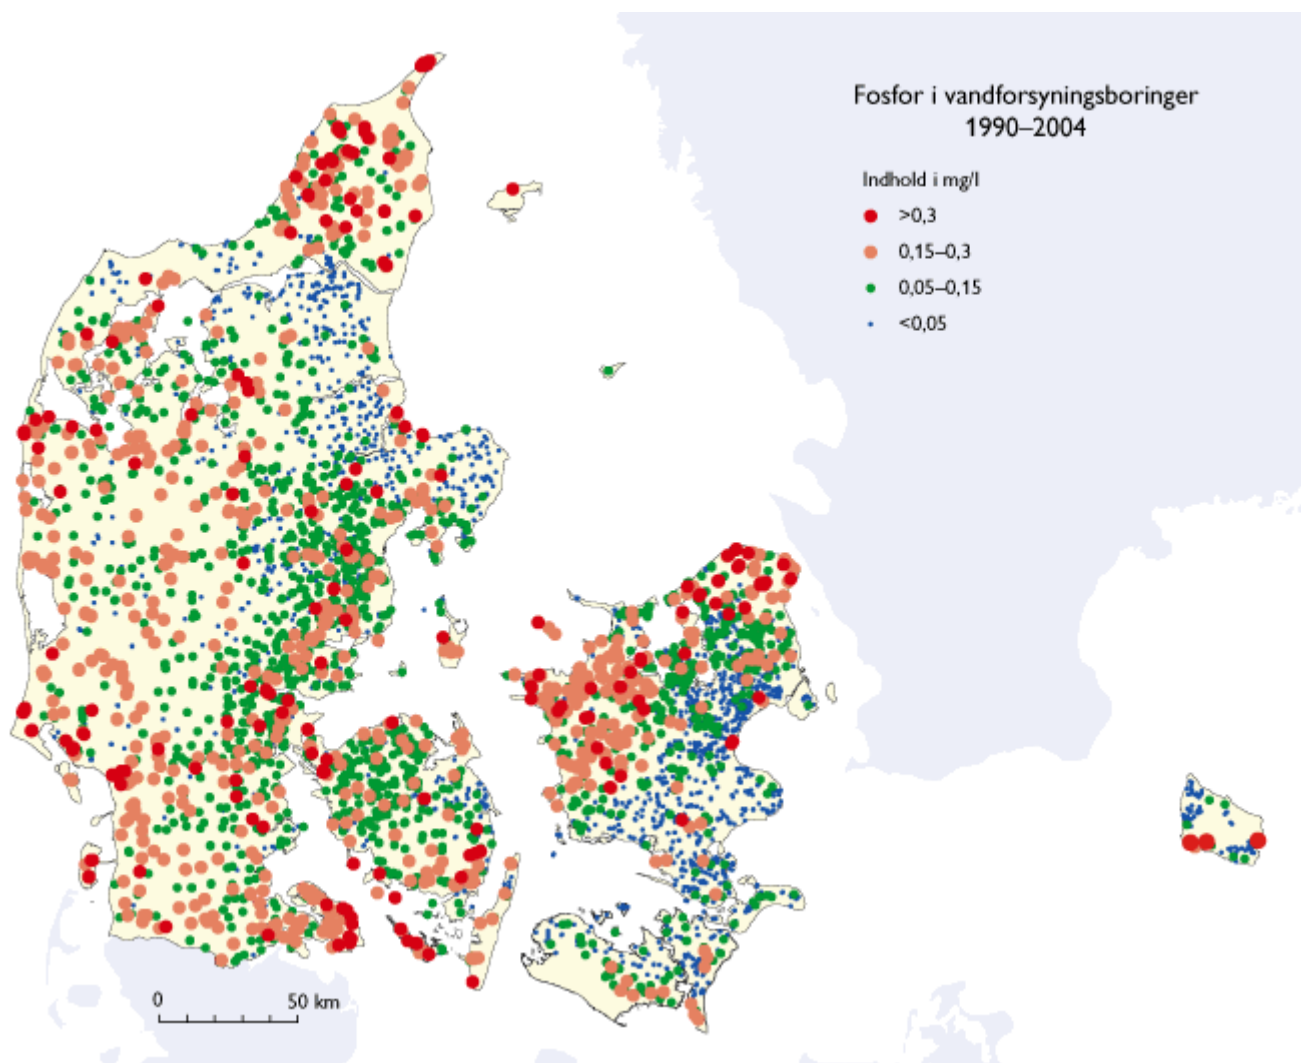 Fosfor i vandforsyningsboringer
1990–2004
Indhold i mg/l
>0,3
0,15–0,3
0,05–0,15
<0,05
0 50 km